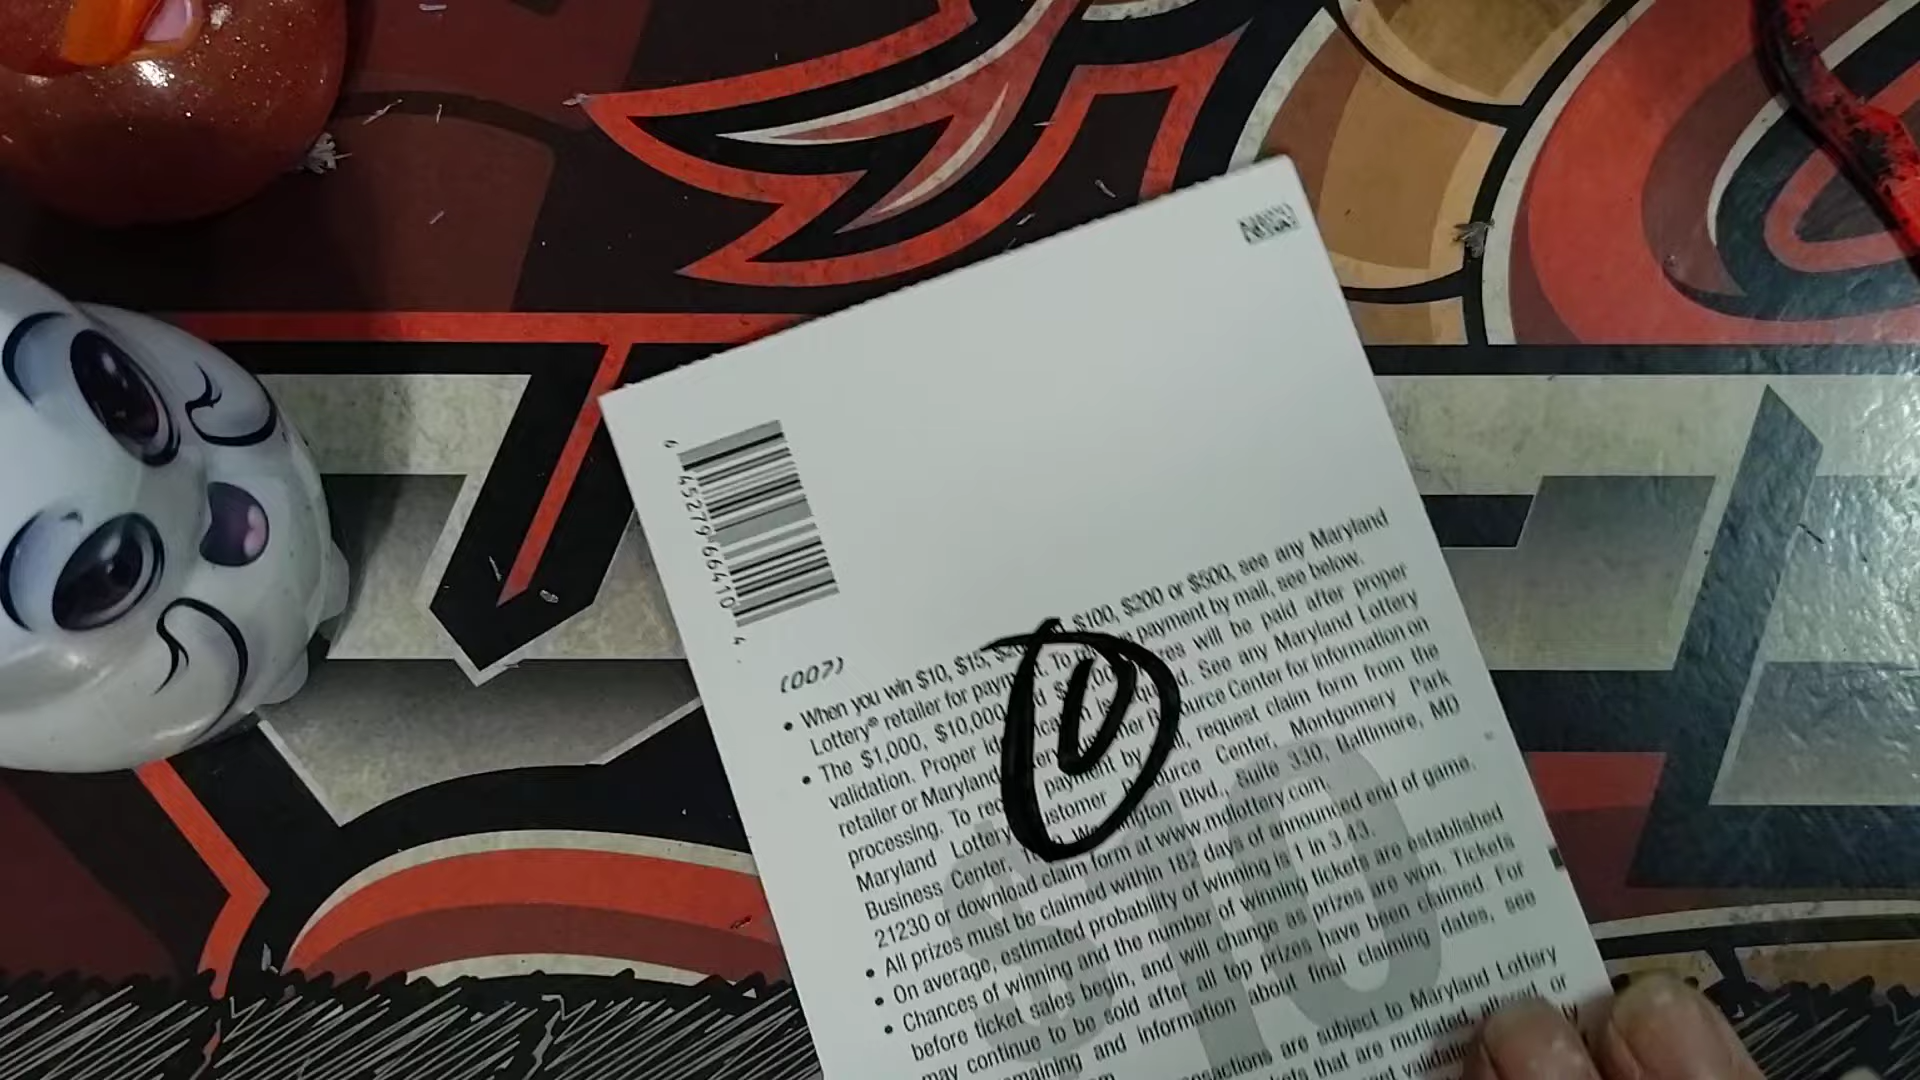 6 45279 66410 4
(007)
• When you win $10, $15, $100, $200 or $500, see any Maryland
Lottery® retailer for payment. To payment by mail, see below.
• The $1,000, $10,000 will be paid after proper
validation. Proper See any Maryland Lottery
retailer or Maryland Center for information on
processing. To payment by request claim form from the
Maryland Lottery Customer Center, Montgomery Park
Business Center, Blvd., Suite 330, Baltimore, MD
21230 or download claim form at www.mdlottery.com.
• All prizes must be claimed within 182 days of announced end of game.
• On average, estimated probability of winning is 1 in 3.43.
• Chances of winning and the number of winning tickets are established
before ticket sales begin, and will change as prizes are won. Tickets
may continue to be sold after all top prizes have been claimed. For
remaining and information about final claiming dates, see
are subject to Maryland Lottery
that are mutilated, altered, or
$10